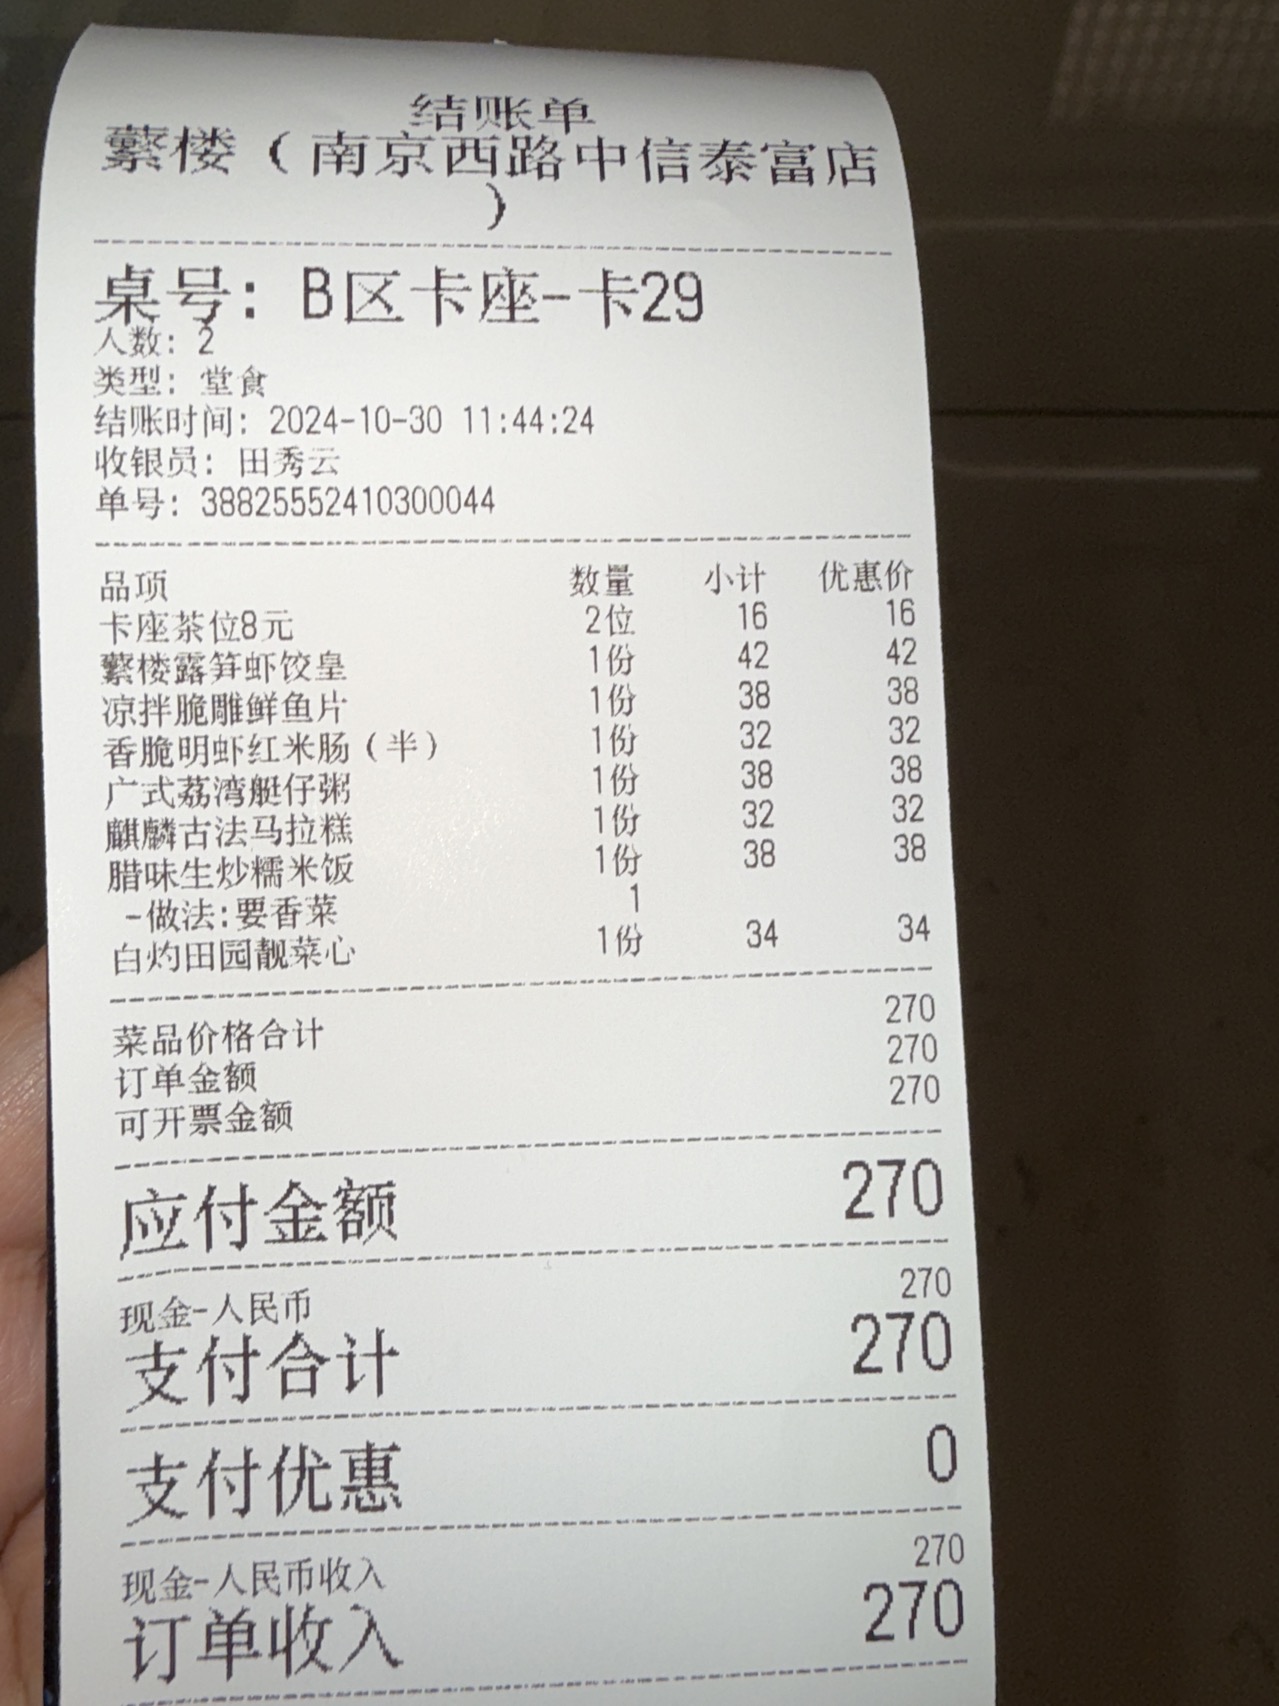 结账单
蘩楼（南京西路中信泰富店
）
桌号：B区卡座-卡29
人数：2
类型：堂食
结账时间：2024-10-30 11:44:24
收银员：田秀云
单号：38825552410300044
品项 数量 小计 优惠价
卡座茶位8元 2位 16 16
蘩楼露笋虾饺皇 1份 42 42
凉拌脆雕鲜鱼片 1份 38 38
香脆明虾红米肠（半） 1份 32 32
广式荔湾艇仔粥 1份 38 38
麒麟古法马拉糕 1份 32 32
腊味生炒糯米饭 1份 38 38
-做法:要香菜 1
白灼田园靓菜心 1份 34 34
菜品价格合计 270
订单金额 270
可开票金额 270
应付金额 270
现金-人民币 270
支付合计 270
支付优惠 0
现金-人民币收入 270
订单收入 270